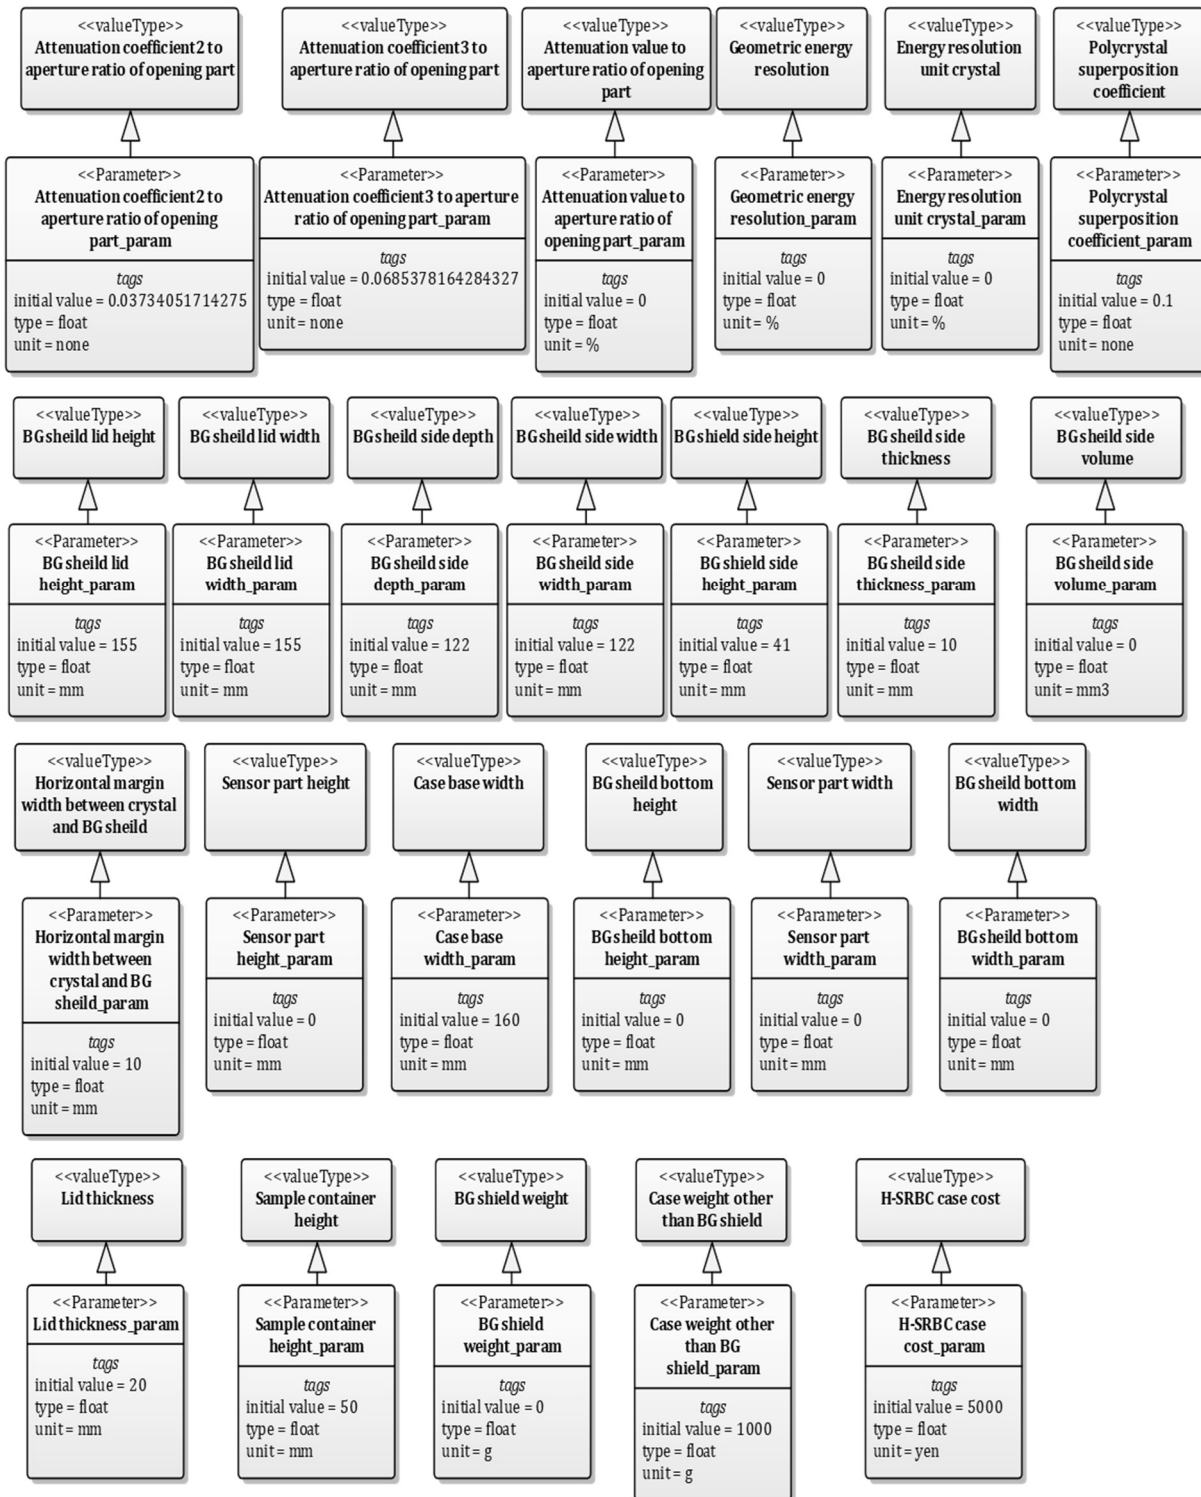 <<valueType>>
Attenuation coefficient2 to
aperture ratio of opening part
<<valueType>>
Attenuation coefficient3 to
aperture ratio of opening part
<<valueType>>
Attenuation value to
aperture ratio of opening
part
<<valueType>>
Geometric energy
resolution
<<valueType>>
Energy resolution
unit crystal
<<valueType>>
Polycrystal
superposition
coefficient
<<Parameter>>
Attenuation coefficient2 to
aperture ratio of opening
part_param
tags
initial value = 0.03734051714275
type = float
unit = none
<<Parameter>>
Attenuation coefficient3 to aperture
ratio of opening part_param
tags
initial value = 0.0685378164284327
type = float
unit = none
<<Parameter>>
Attenuation value to
aperture ratio of
opening part_param
tags
initial value = 0
type = float
unit = %
<<Parameter>>
Geometric energy
resolution_param
tags
initial value = 0
type = float
unit = %
<<Parameter>>
Energy resolution
unit crystal_param
tags
initial value = 0
type = float
unit = %
<<Parameter>>
Polycrystal
superposition
coefficient_param
tags
initial value = 0.1
type = float
unit = none
<<valueType>>
BG sheild lid height
<<valueType>>
BG sheild lid width
<<valueType>>
BG sheild side depth
<<valueType>>
BG sheild side width
<<valueType>>
BG shield side height
<<valueType>>
BG sheild side
thickness
<<valueType>>
BG sheild side
volume
<<Parameter>>
BG sheild lid
height_param
tags
initial value = 155
type = float
unit = mm
<<Parameter>>
BG sheild lid
width_param
tags
initial value = 155
type = float
unit = mm
<<Parameter>>
BG sheild side
depth_param
tags
initial value = 122
type = float
unit = mm
<<Parameter>>
BG sheild side
width_param
tags
initial value = 122
type = float
unit = mm
<<Parameter>>
BG shield side
height_param
tags
initial value = 41
type = float
unit = mm
<<Parameter>>
BG sheild side
thickness_param
tags
initial value = 10
type = float
unit = mm
<<Parameter>>
BG sheild side
volume_param
tags
initial value = 0
type = float
unit = mm3
<<valueType>>
Horizontal margin
width between crystal
and BG sheild
<<valueType>>
Sensor part height
<<valueType>>
Case base width
<<valueType>>
BG sheild bottom
height
<<valueType>>
Sensor part width
<<valueType>>
BG sheild bottom
width
<<Parameter>>
Horizontal margin
width between
crystal and BG
sheild_param
tags
initial value = 10
type = float
unit = mm
<<Parameter>>
Sensor part
height_param
tags
initial value = 0
type = float
unit = mm
<<Parameter>>
Case base
width_param
tags
initial value = 160
type = float
unit = mm
<<Parameter>>
BG sheild bottom
height_param
tags
initial value = 0
type = float
unit = mm
<<Parameter>>
Sensor part
width_param
tags
initial value = 0
type = float
unit = mm
<<Parameter>>
BG sheild bottom
width_param
tags
initial value = 0
type = float
unit = mm
<<valueType>>
Lid thickness
<<valueType>>
Sample container
height
<<valueType>>
BG shield weight
<<valueType>>
Case weight other
than BG shield
<<valueType>>
H-SRBC case cost
<<Parameter>>
Lid thickness_param
tags
initial value = 20
type = float
unit = mm
<<Parameter>>
Sample container
height_param
tags
initial value = 50
type = float
unit = mm
<<Parameter>>
BG shield
weight_param
tags
initial value = 0
type = float
unit = g
<<Parameter>>
Case weight other
than BG
shield_param
tags
initial value = 1000
type = float
unit = g
<<Parameter>>
H-SRBC case
cost_param
tags
initial value = 5000
type = float
unit = yen